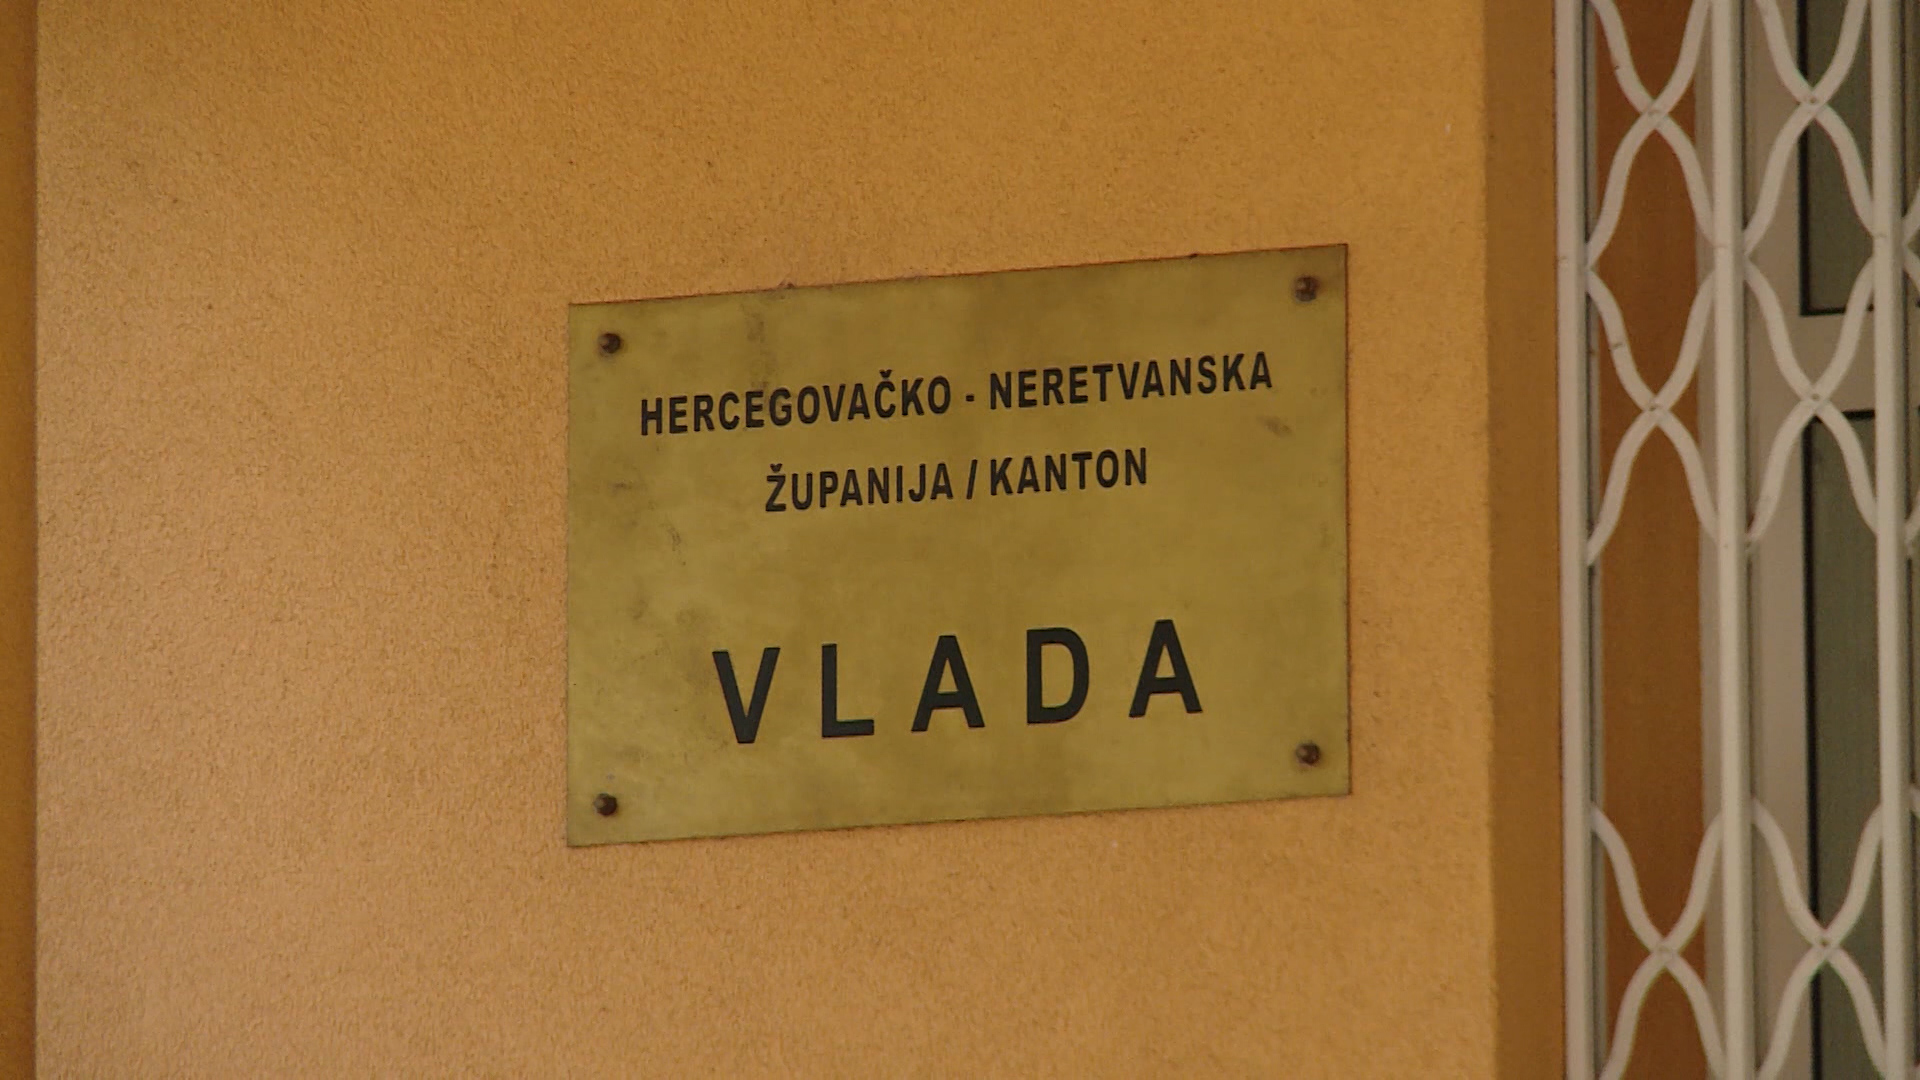 HERCEGOVAČKO - NERETVANSKA
ŽUPANIJA / KANTON
VLADA